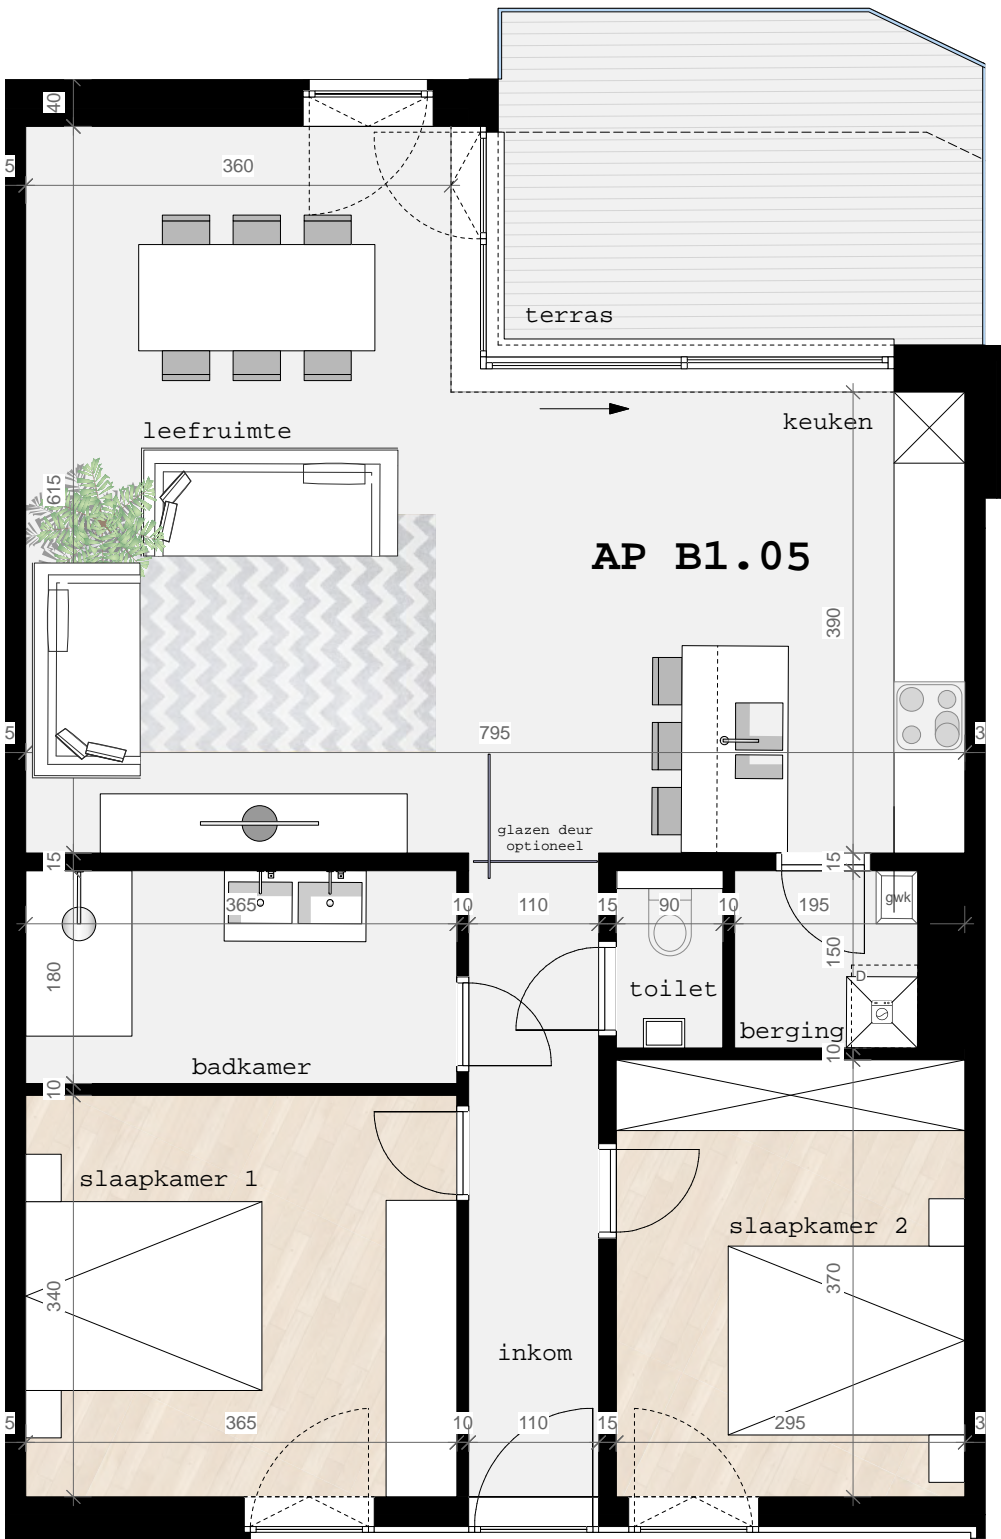 40
5
360
terras
keuken
leefruimte
615
AP B1.05
390
5
795
3
glazen deur
optioneel
15
15
365
10
110
15
90
10
195
gwk
180
150
D
toilet
berging
10
badkamer
10
slaapkamer 1
slaapkamer 2
340
370
inkom
5
365
10
110
15
295
3